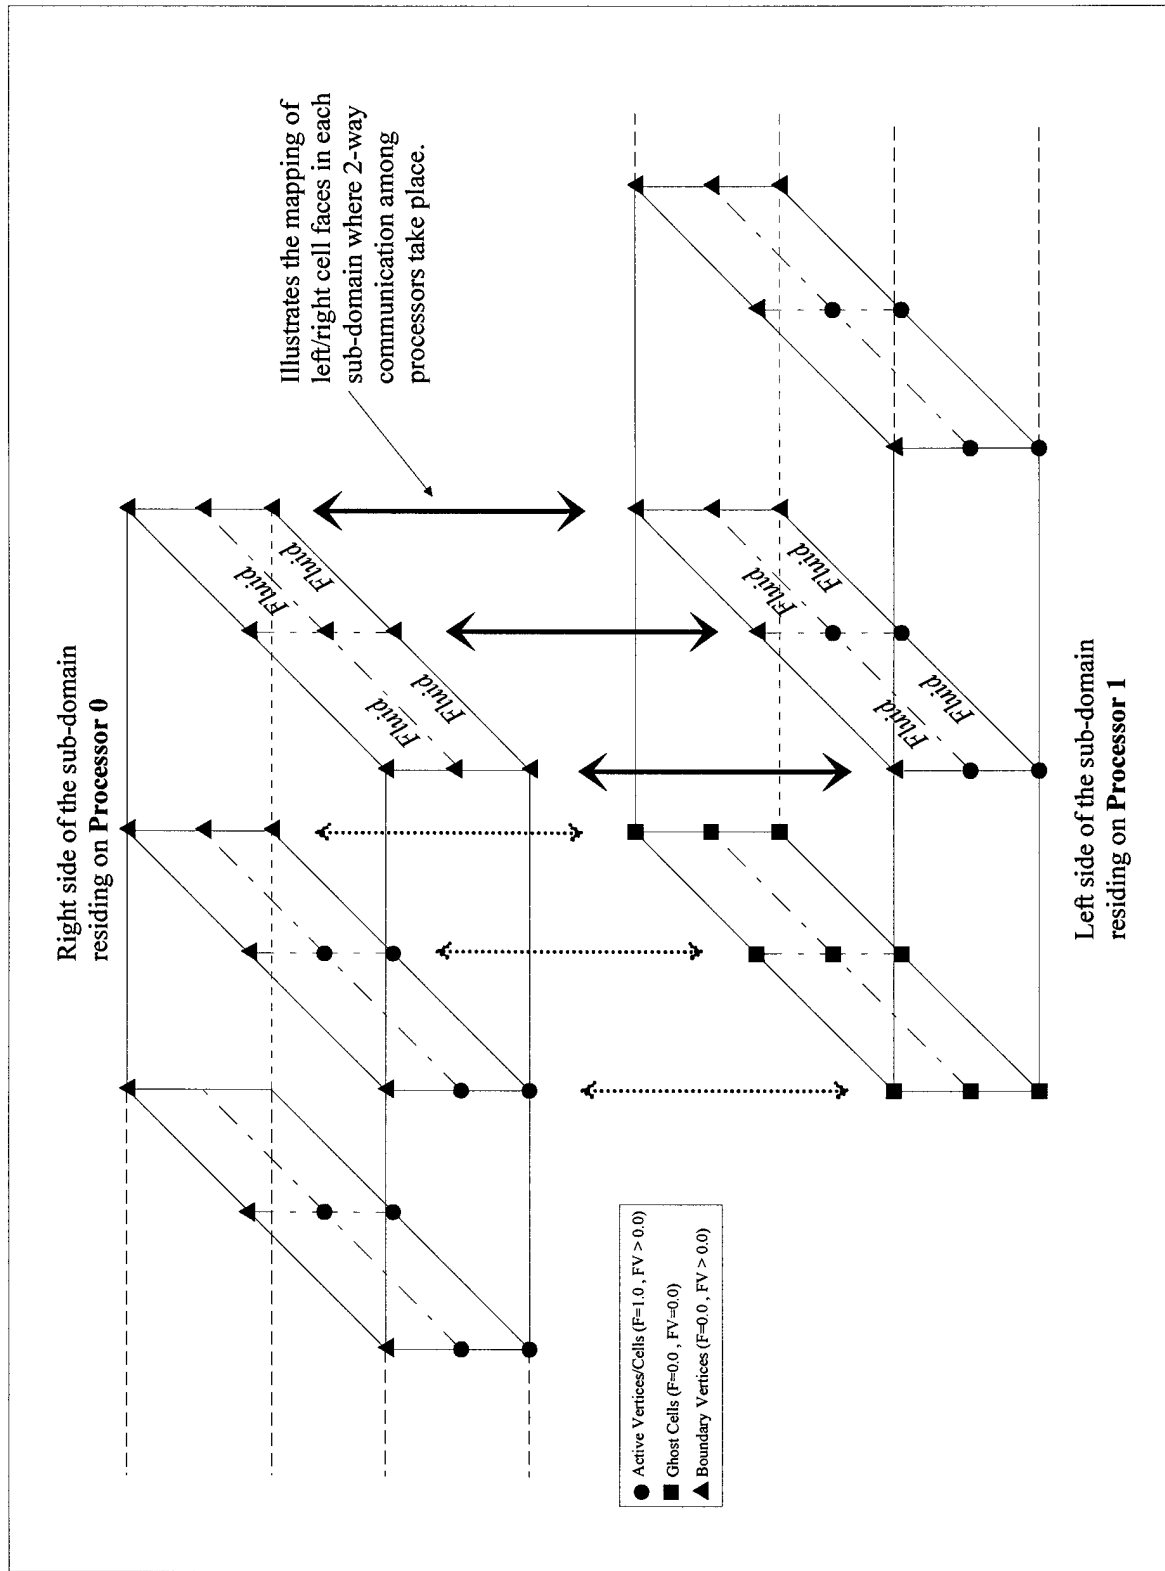 Right side of the sub-domain
residing on Processor 0
Illustrates the mapping of
left/right cell faces in each
sub-domain where 2-way
communication among
processors take place.
Fluid
Fluid
Fluid
Fluid
Fluid
Fluid
Fluid
Fluid
Active Vertices/Cells (F=1.0 , FV > 0.0)
Ghost Cells (F=0.0 , FV=0.0)
Boundary Vertices (F=0.0 , FV > 0.0)
Left side of the sub-domain
residing on Processor 1